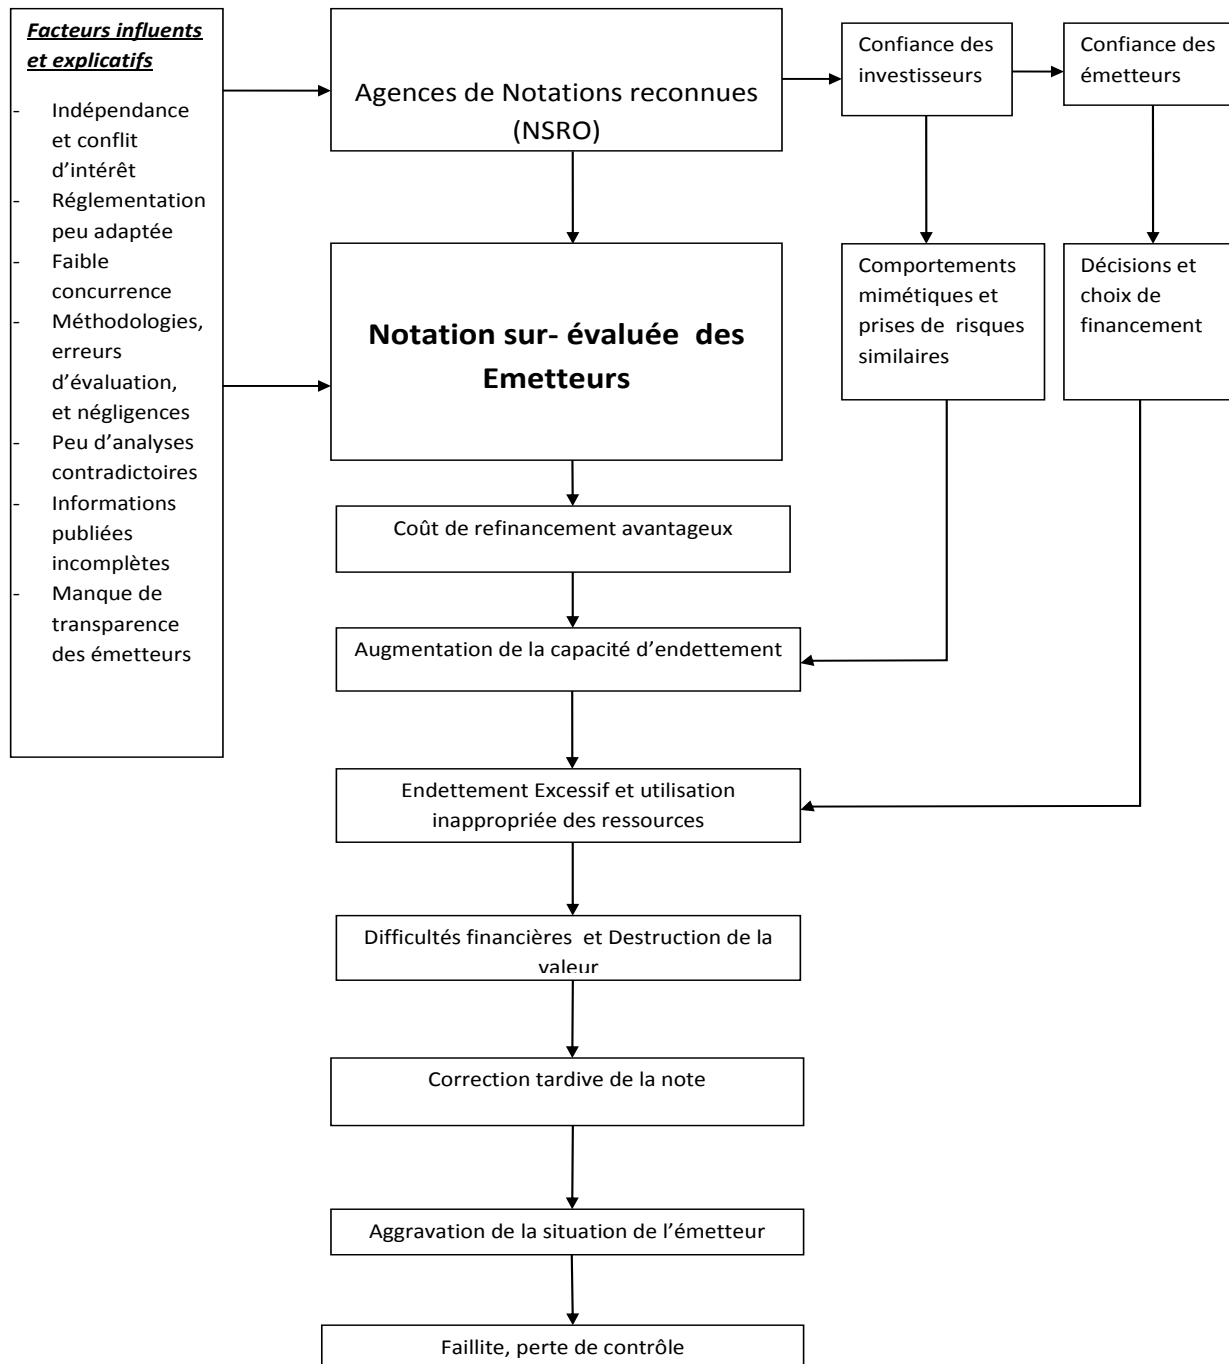 Facteurs influents
et explicatifs
- Indépendance
et conflit
d’intérêt
- Réglementation
peu adaptée
- Faible
concurrence
- Méthodologies,
erreurs
d’évaluation,
et négligences
- Peu d’analyses
contradictoires
- Informations
publiées
incomplètes
- Manque de
transparence
des émetteurs
Agences de Notations reconnues
(NSRO)
Confiance des
investisseurs
Confiance des
émetteurs
Notation sur- évaluée  des
Emetteurs
Comportements
mimétiques et
prises de  risques
similaires
Décisions et
choix de
financement
Coût de refinancement avantageux
Augmentation de la capacité d’endettement
Endettement Excessif et utilisation
inappropriée des ressources
Difficultés financières  et Destruction de la
valeur
Correction tardive de la note
Aggravation de la situation de l’émetteur
Faillite, perte de contrôle